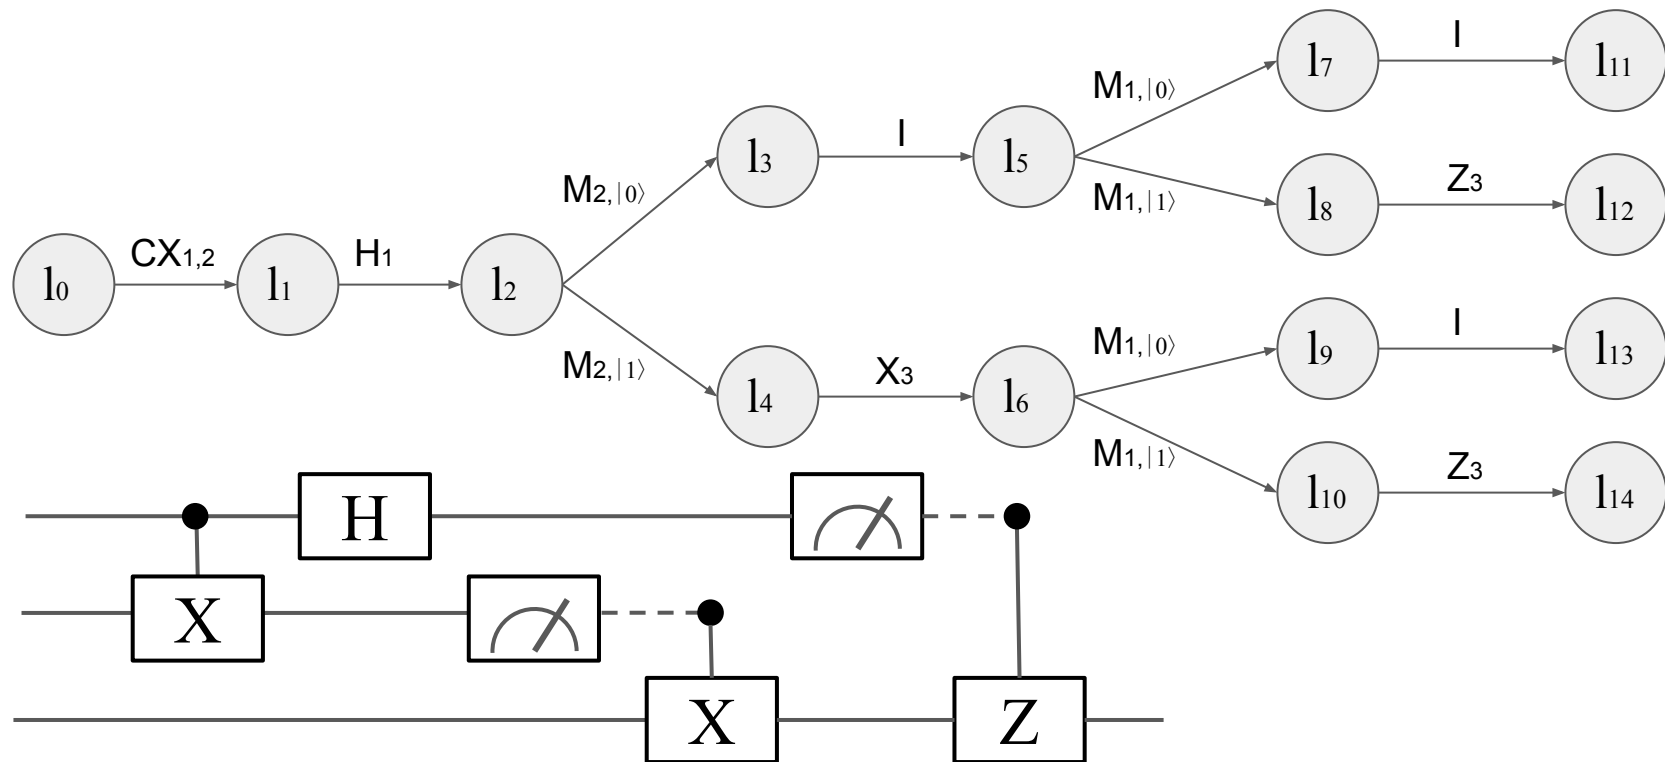 l0 CX1,2 l1 H1 l2
M2,|0⟩ l3 I l5
M2,|1⟩ l4 X3 l6
M1,|0⟩ l7 I l11
M1,|1⟩ l8 Z3 l12
M1,|0⟩ l9 I l13
M1,|1⟩ l10 Z3 l14
H
X
X Z